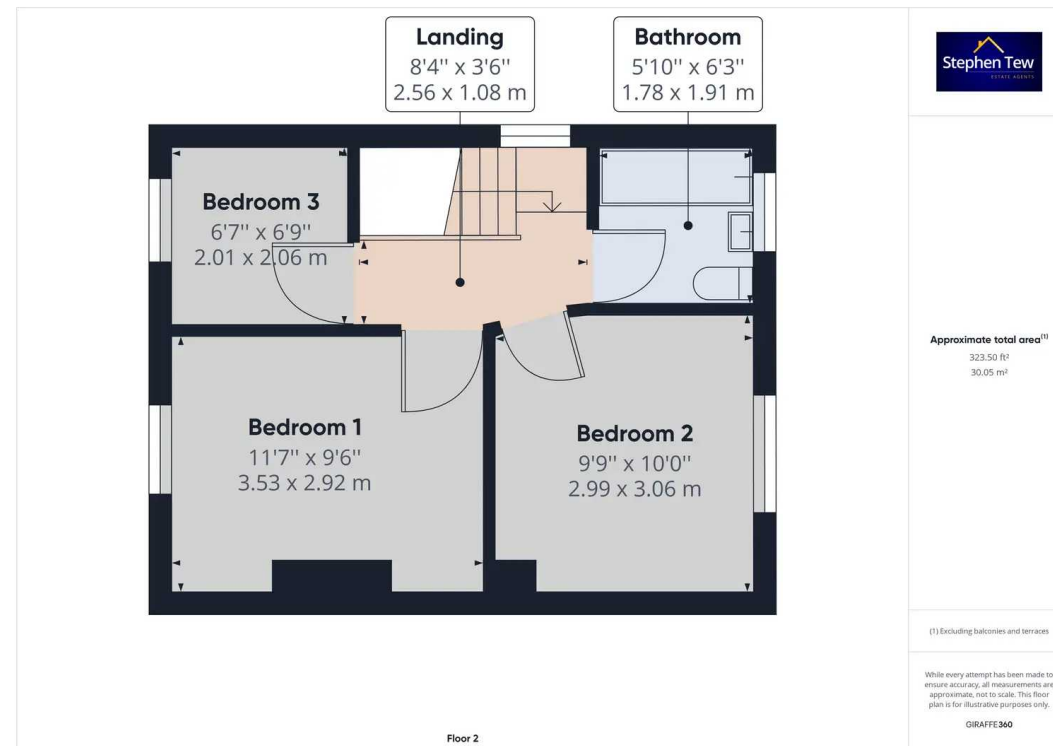 Landing
8'4" x 3'6"
2.56 x 1.08 m
Bathroom
5'10" x 6'3"
1.78 x 1.91 m
Bedroom 3
6'7" x 6'9"
2.01 x 2.06 m
Bedroom 1
11'7" x 9'6"
3.53 x 2.92 m
Bedroom 2
9'9" x 10'0"
2.99 x 3.06 m
Floor 2
Stephen Tew
ESTATE AGENTS
Approximate total area(1)
323.50 ft²
30.05 m²
(1) Excluding balconies and terraces
While every attempt has been made to
ensure accuracy, all measurements are
approximate, not to scale. This floor
plan is for illustrative purposes only.
GIRAFFE360